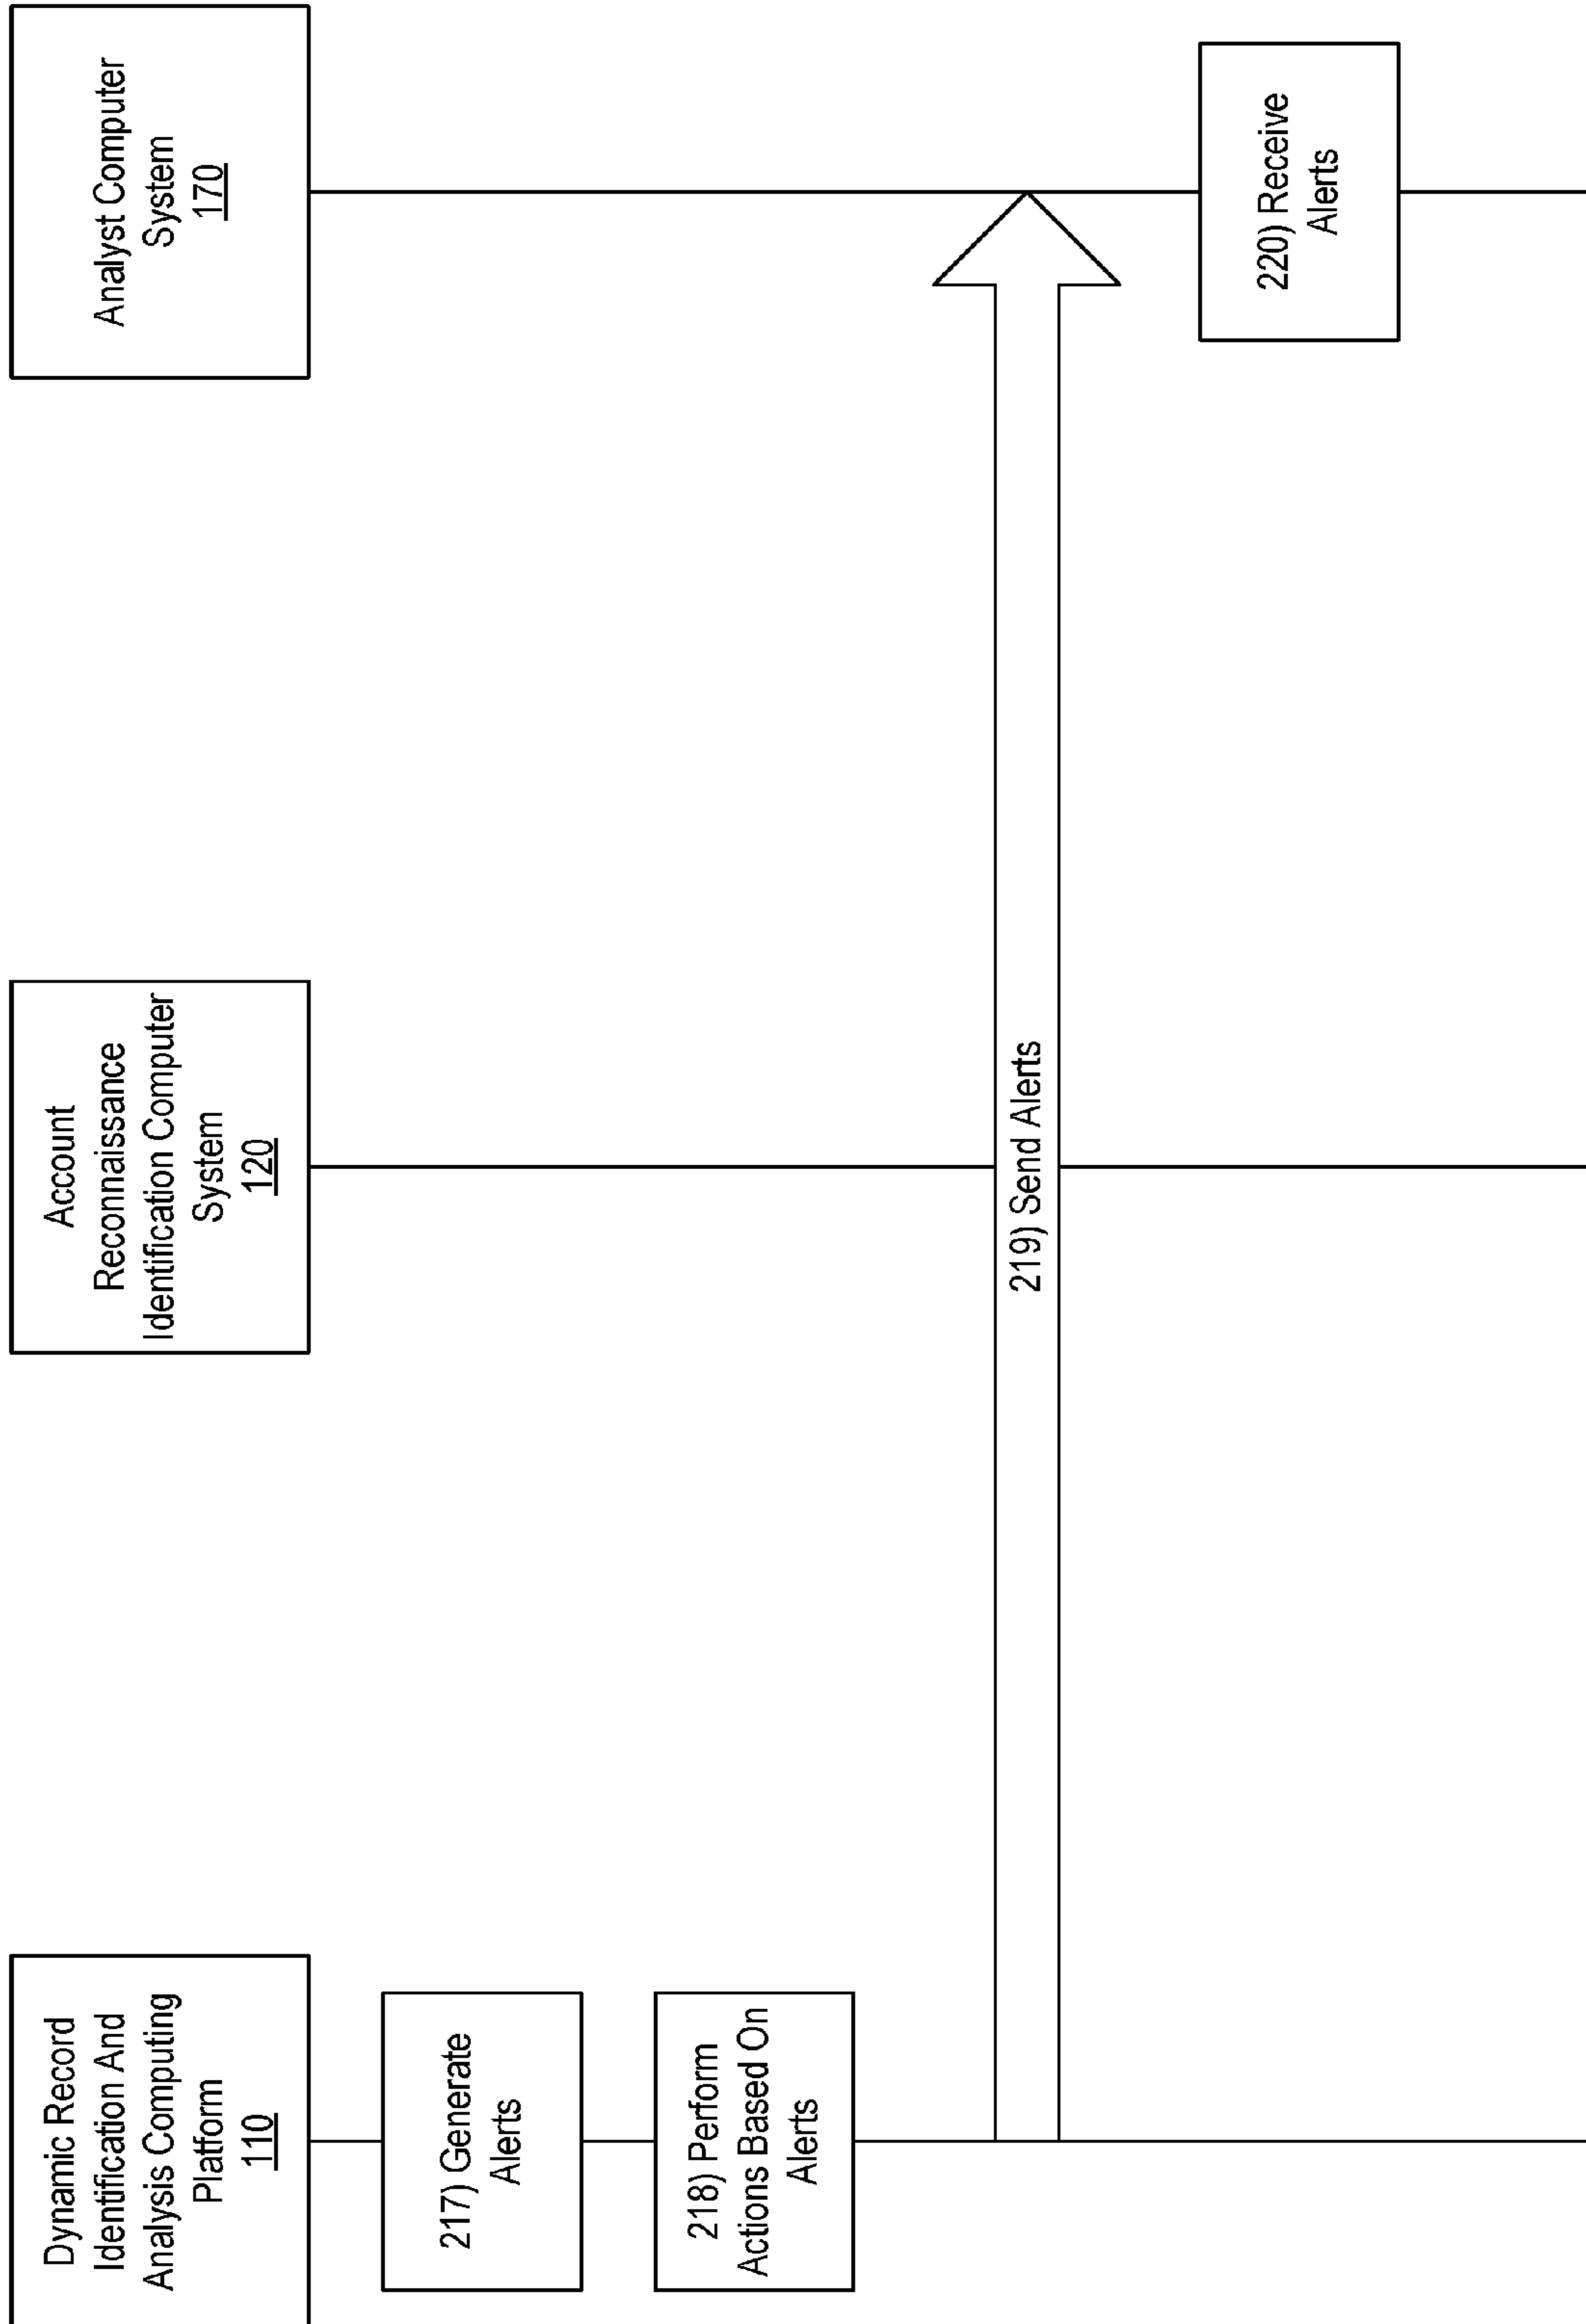 Dynamic Record
Identification And
Analysis Computing
Platform
110
Account
Reconnaissance
Identification Computer
System
120
Analyst Computer
System
170
217) Generate
Alerts
218) Perform
Actions Based On
Alerts
219) Send Alerts
220) Receive
Alerts